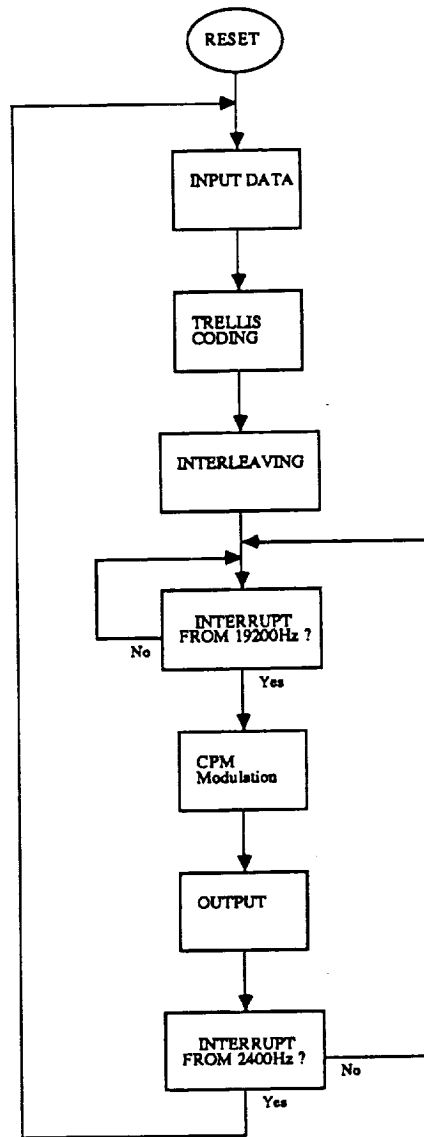 RESET
INPUT DATA
TRELLIS
CODING
INTERLEAVING
INTERRUPT
FROM 19200Hz ?
No
Yes
CPM
Modulation
OUTPUT
INTERRUPT
FROM 2400Hz ?
No
Yes